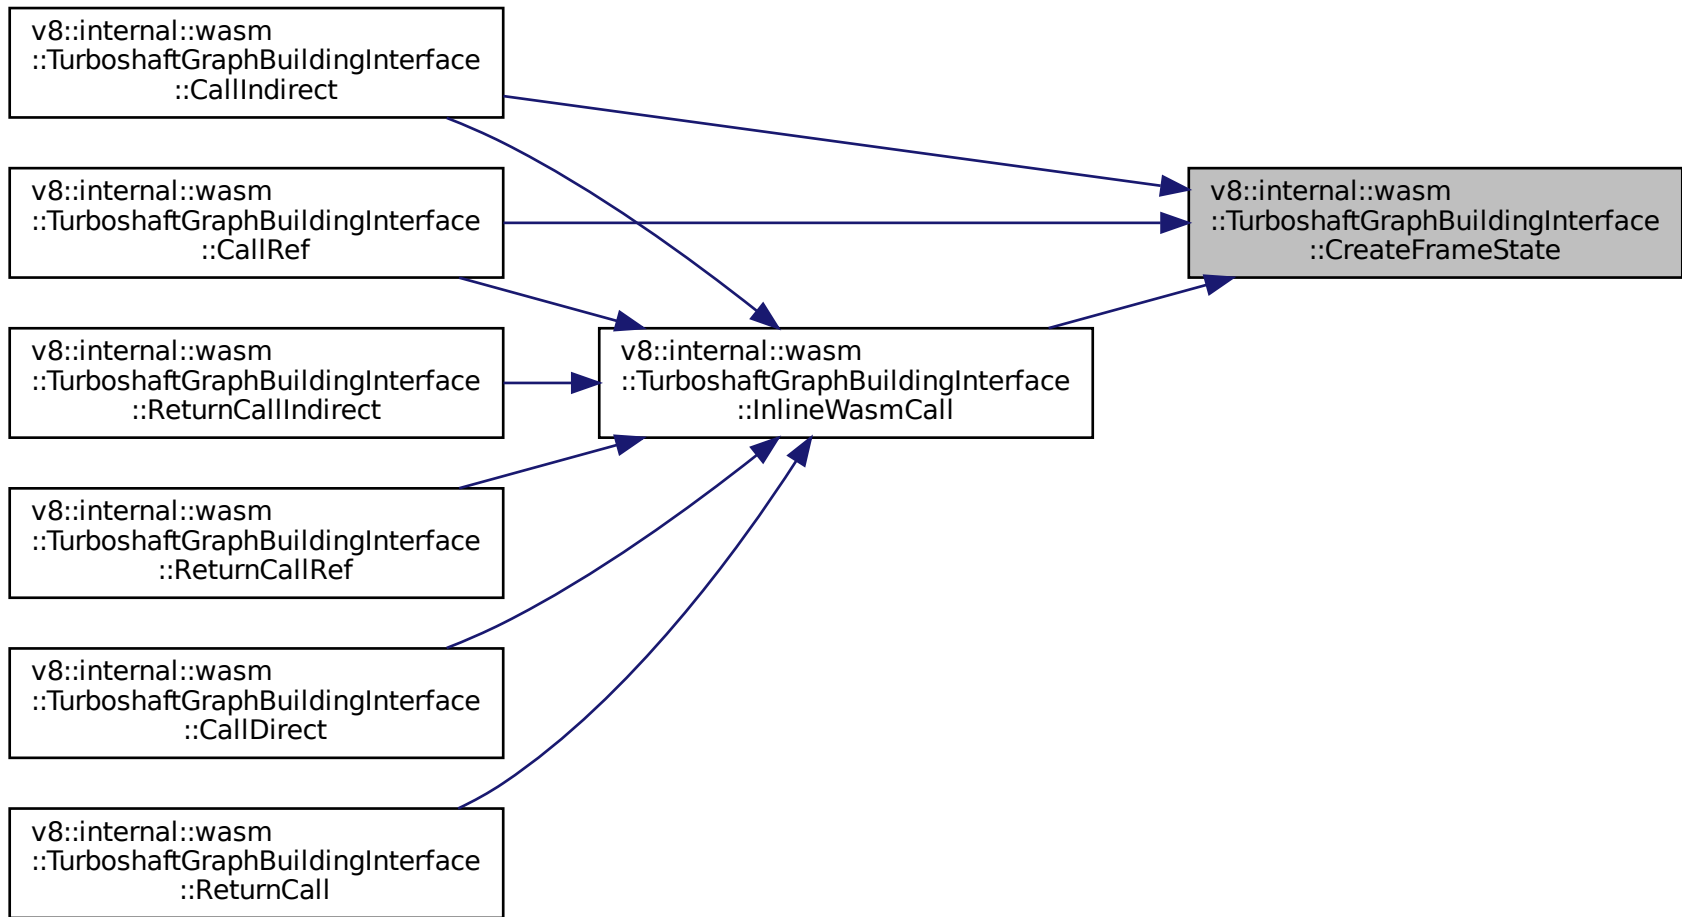 v8::internal::wasm
::TurboshaftGraphBuildingInterface
::CallIndirect
v8::internal::wasm
::TurboshaftGraphBuildingInterface
::CallRef
v8::internal::wasm
::TurboshaftGraphBuildingInterface
::CreateFrameState
v8::internal::wasm
::TurboshaftGraphBuildingInterface
::ReturnCallIndirect
v8::internal::wasm
::TurboshaftGraphBuildingInterface
::InlineWasmCall
v8::internal::wasm
::TurboshaftGraphBuildingInterface
::ReturnCallRef
v8::internal::wasm
::TurboshaftGraphBuildingInterface
::CallDirect
v8::internal::wasm
::TurboshaftGraphBuildingInterface
::ReturnCall